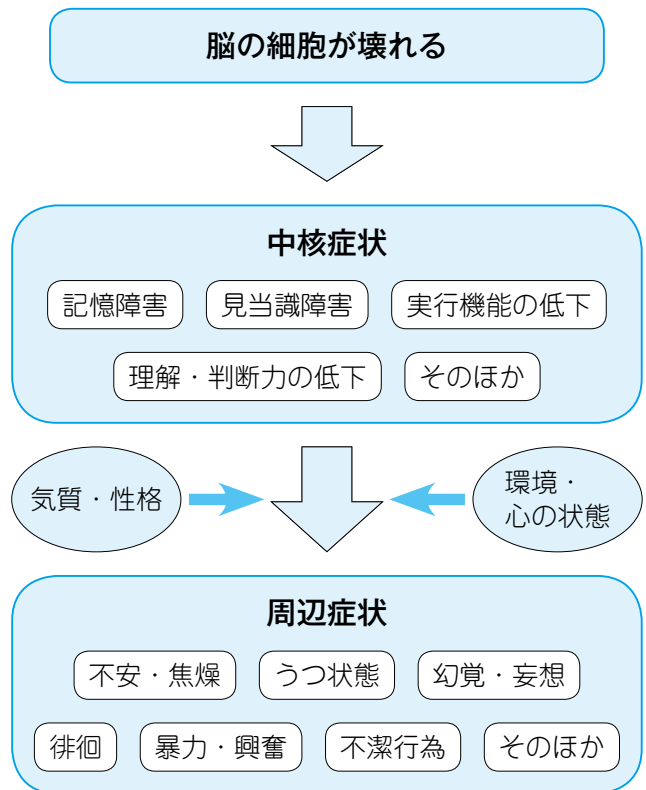 脳の細胞が壊れる
中核症状
記憶障害 見当識障害 実行機能の低下
理解・判断力の低下 そのほか
気質・性格
環境・
心の状態
周辺症状
不安・焦燥 うつ状態 幻覚・妄想
徘徊 暴力・興奮 不潔行為 そのほか